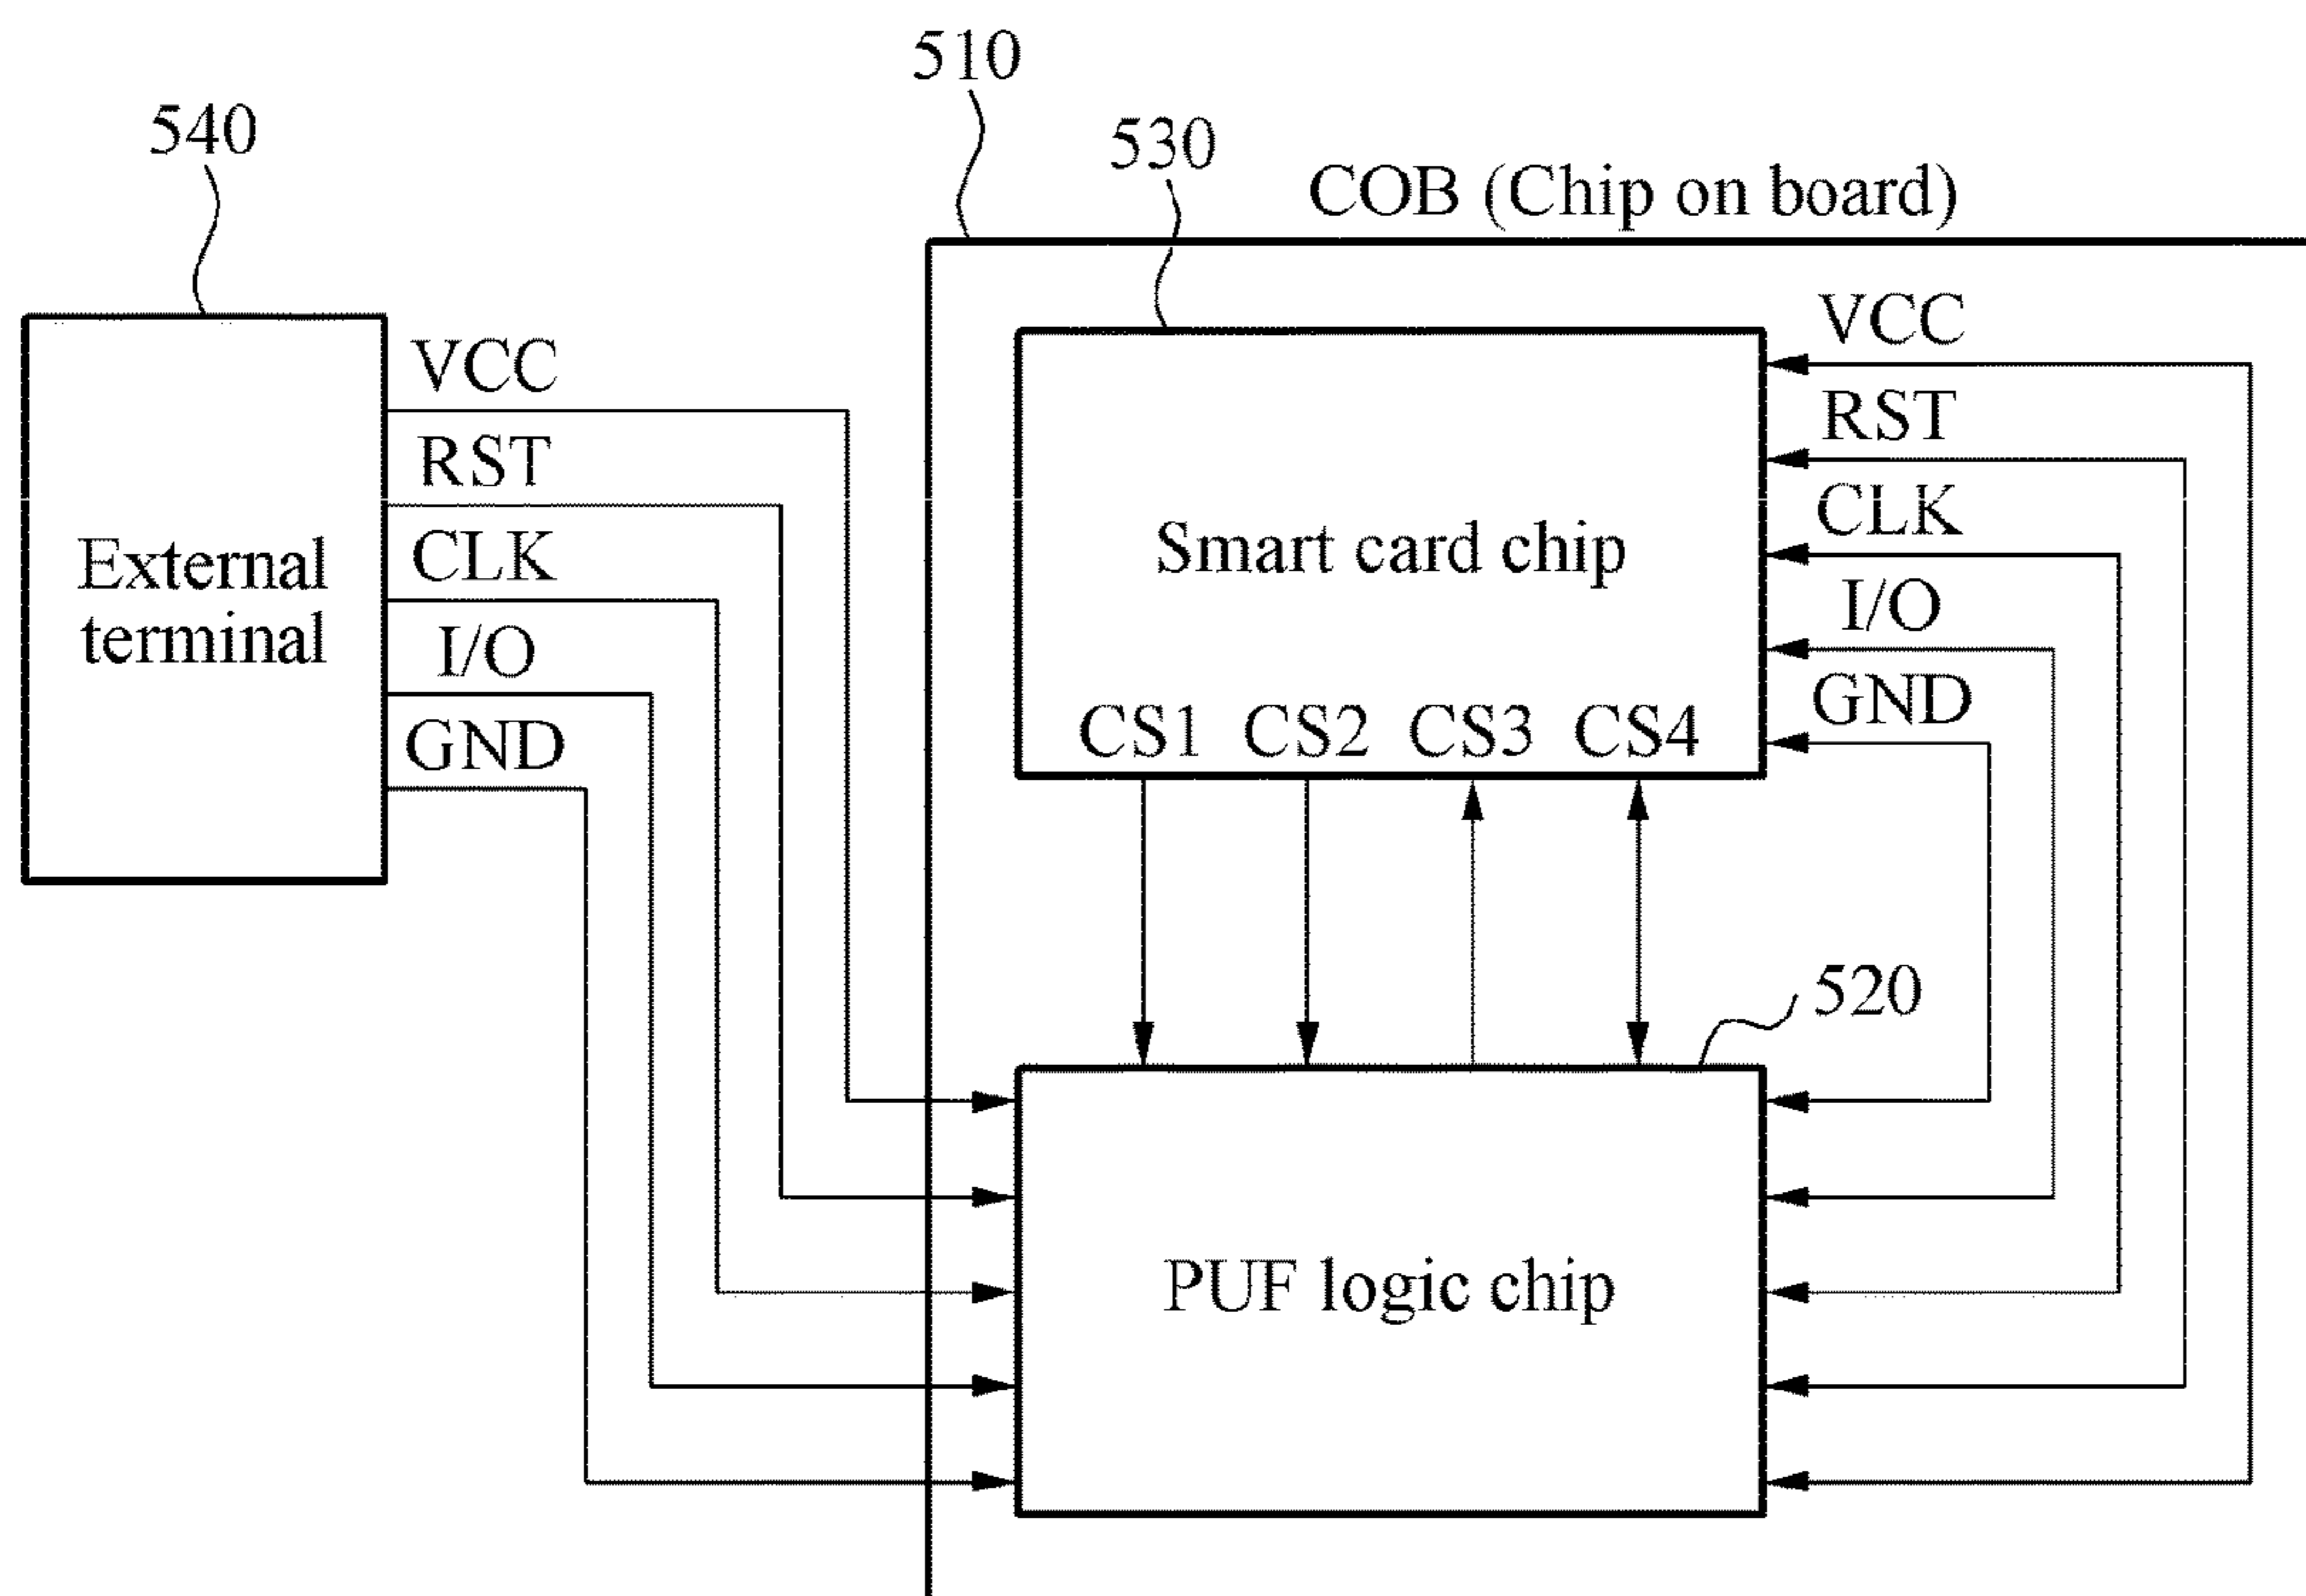 510
540
530
COB (Chip on board)
VCC
RST
CLK
I/O
GND
External
terminal
Smart card chip
VCC
RST
CLK
I/O
GND
CS1 CS2 CS3 CS4
520
PUF logic chip